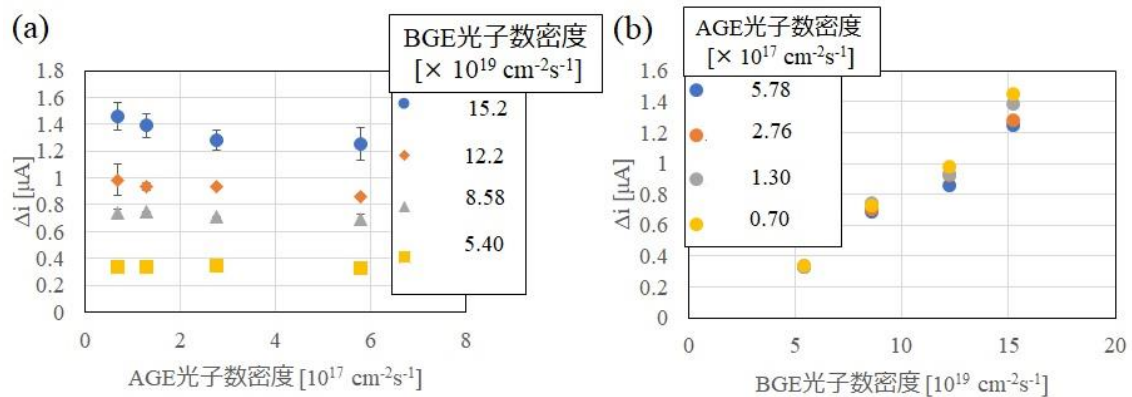 (a)
BGE光子数密度
[× 10¹⁹ cm⁻²s⁻¹]
15.2
12.2
8.58
5.40
1.8
1.6
1.4
1.2
1
0.8
0.6
0.4
0.2
0
Δi [μA]
0 2 4 6 8
AGE光子数密度 [10¹⁷ cm⁻²s⁻¹]
(b)
AGE光子数密度
[× 10¹⁷ cm⁻²s⁻¹]
5.78
2.76
1.30
0.70
1.6
1.4
1.2
1
0.8
0.6
0.4
0.2
0
Δi [μA]
0 5 10 15 20
BGE光子数密度 [10¹⁹ cm⁻²s⁻¹]